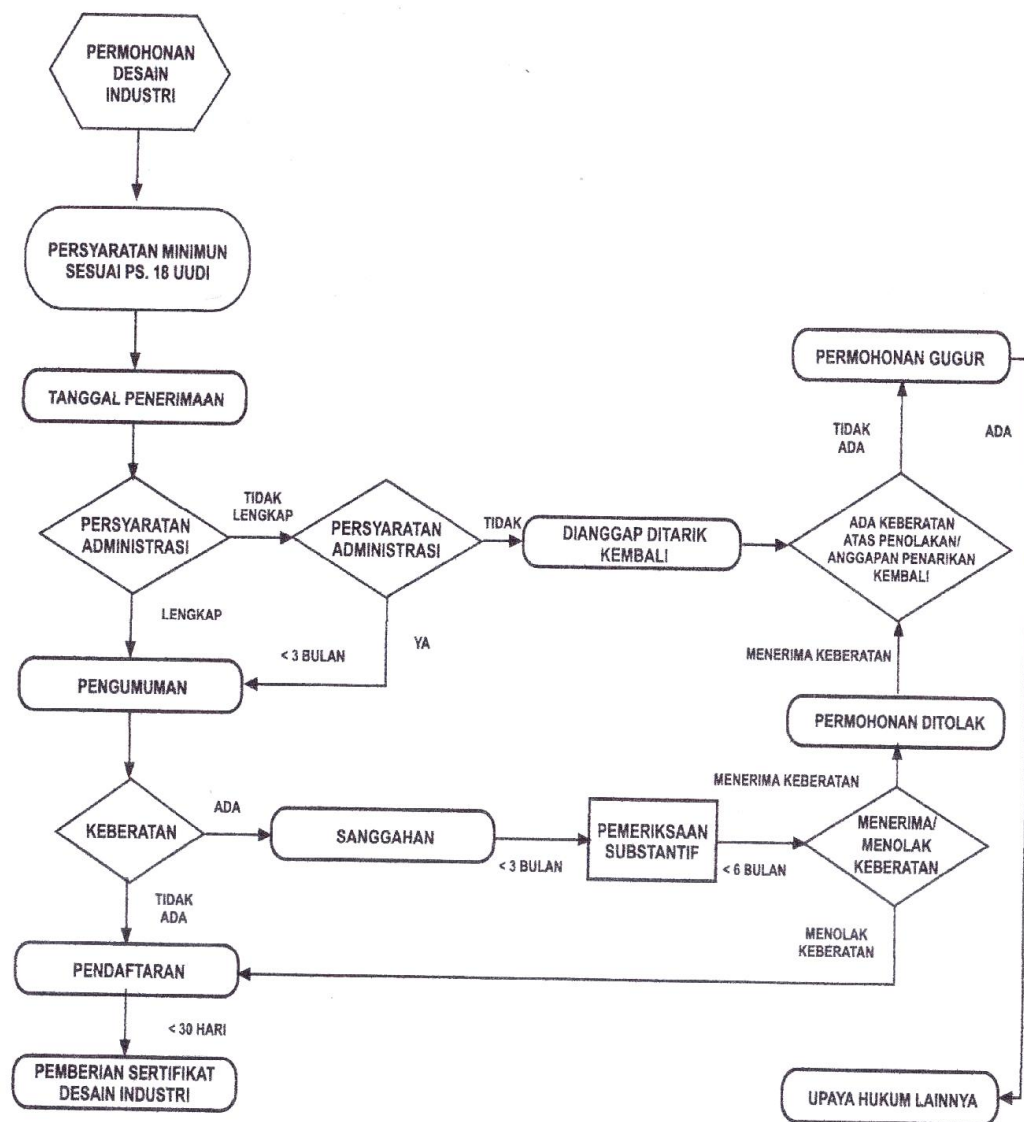 PERMOHONAN
DESAIN
INDUSTRI
PERSYARATAN MINIMUN
SESUAI PS. 18 UUDI
TANGGAL PENERIMAAN
PERSYARATAN
ADMINISTRASI
TIDAK
LENGKAP
PERSYARATAN
ADMINISTRASI
TIDAK
DIANGGAP DITARIK
KEMBALI
ADA KEBERATAN
ATAS PENOLAKAN/
ANGGAPAN PENARIKAN
KEMBALI
TIDAK
ADA
ADA
PERMOHONAN GUGUR
LENGKAP
< 3 BULAN
YA
PENGUMUMAN
MENERIMA KEBERATAN
PERMOHONAN DITOLAK
MENERIMA KEBERATAN
KEBERATAN
ADA
SANGGAHAN
< 3 BULAN
PEMERIKSAAN
SUBSTANTIF
< 6 BULAN
MENERIMA/
MENOLAK
KEBERATAN
TIDAK
ADA
MENOLAK
KEBERATAN
PENDAFTARAN
< 30 HARI
PEMBERIAN SERTIFIKAT
DESAIN INDUSTRI
UPAYA HUKUM LAINNYA